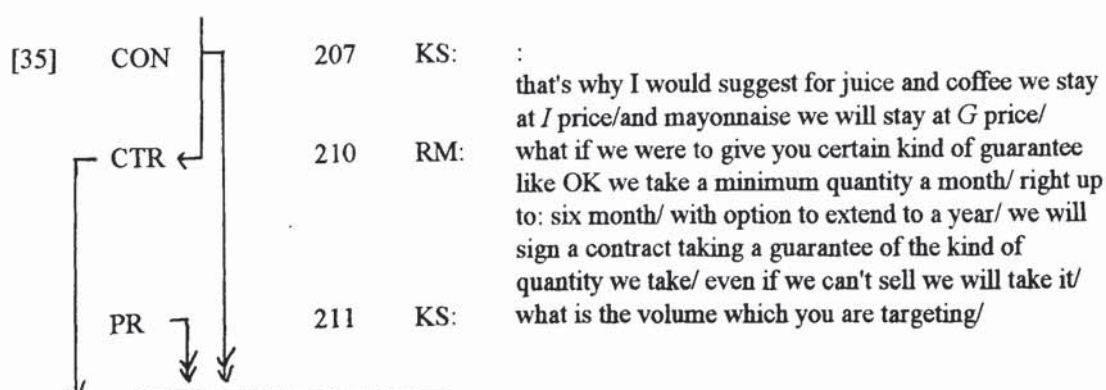 [35] CON 207 KS: :
that's why I would suggest for juice and coffee we stay
at I price/and mayonnaise we will stay at G price/
CTR 210 RM: what if we were to give you certain kind of guarantee
like OK we take a minimum quantity a month/ right up
to: six month/ with option to extend to a year/ we will
sign a contract taking a guarantee of the kind of
quantity we take/ even if we can't sell we will take it/
PR 211 KS: what is the volume which you are targeting/